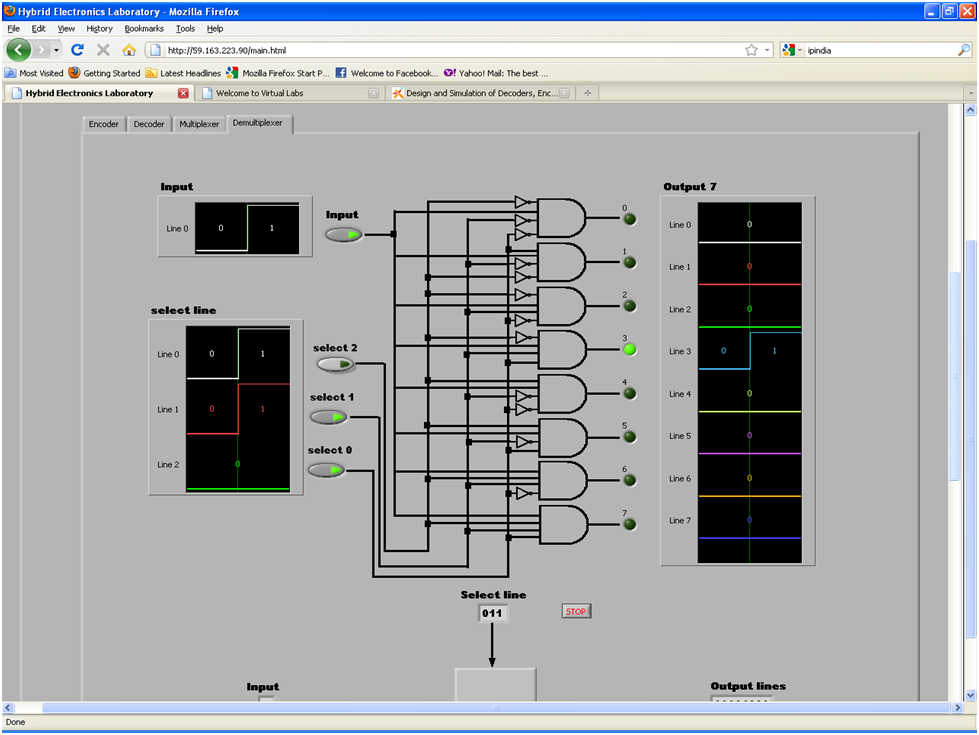 Hybrid Electronics Laboratory - Mozilla Firefox
File Edit View History Bookmarks Tools Help
http://59.163.223.90/main.html
ipindia
Most Visited Getting Started Latest Headlines Mozilla Firefox Start P... Welcome to Facebook... Yahoo! Mail: The best ...
Hybrid Electronics Laboratory Welcome to Virtual Labs Design and Simulation of Decoders, Enc...
Encoder Decoder Multiplexer Demultiplexer
Input
Line 0 0 1
Input
select line
Line 0 0 1
Line 1 0 1
Line 2 0
select 2
select 1
select 0
0
1
2
3
4
5
6
7
Output 7
Line 0 0
Line 1 0
Line 2 0
Line 3 0 1
Line 4 0
Line 5 0
Line 6 0
Line 7 0
Select line
011
STOP
Input
Output lines
Done